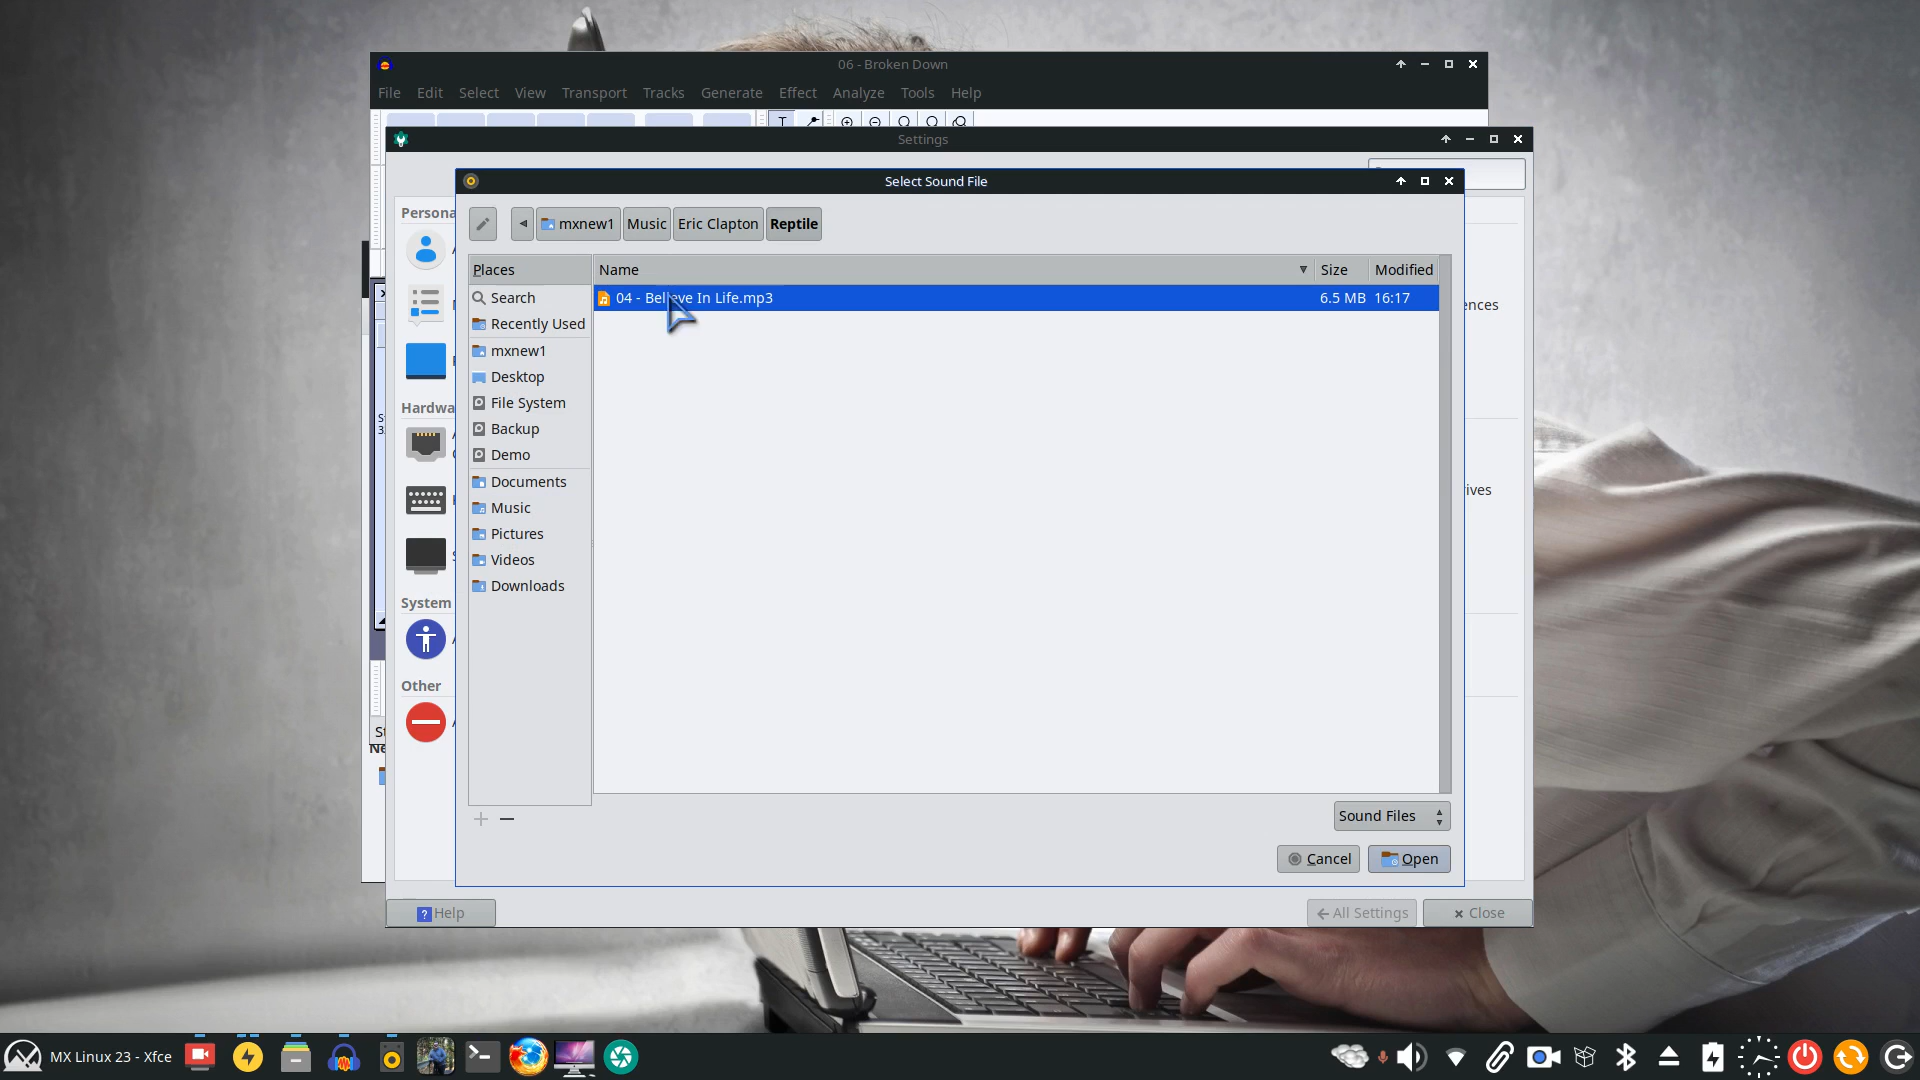 06 - Broken Down
File Edit Select View Transport Tracks Generate Effect Analyze Tools Help
Settings
Select Sound File
mxnew1 Music Eric Clapton Reptile
Places
Name Size Modified
Search
04 - Believe In Life.mp3 6.5 MB 16:17
Recently Used
mxnew1
Desktop
File System
Backup
Demo
Documents
Music
Pictures
Videos
Downloads
Persona
Hardwa
System
Other
ences
ives
Sound Files
Cancel Open
Help
All Settings Close
MX Linux 23 - Xfce